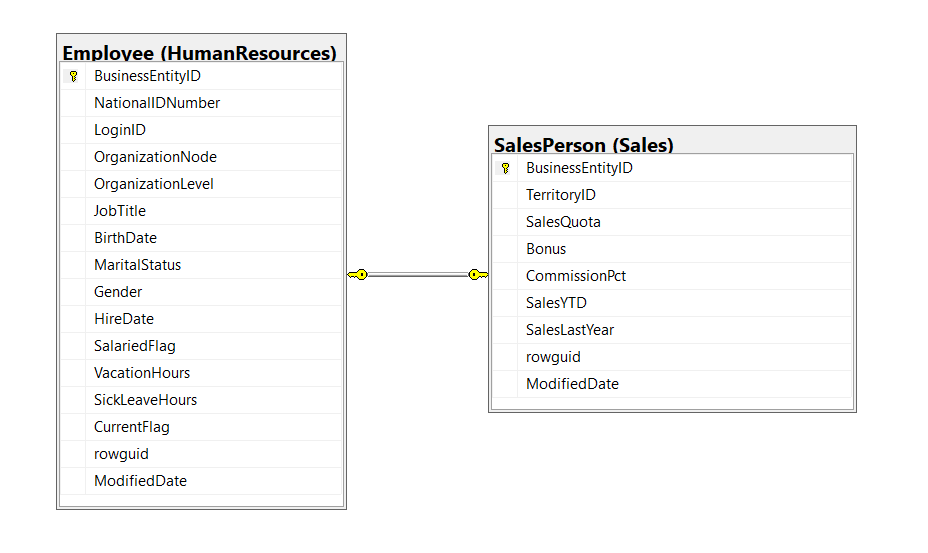 Employee (HumanResources)
BusinessEntityID
NationalIDNumber
LoginID
OrganizationNode
OrganizationLevel
JobTitle
BirthDate
MaritalStatus
Gender
HireDate
SalariedFlag
VacationHours
SickLeaveHours
CurrentFlag
rowguid
ModifiedDate
SalesPerson (Sales)
BusinessEntityID
TerritoryID
SalesQuota
Bonus
CommissionPct
SalesYTD
SalesLastYear
rowguid
ModifiedDate